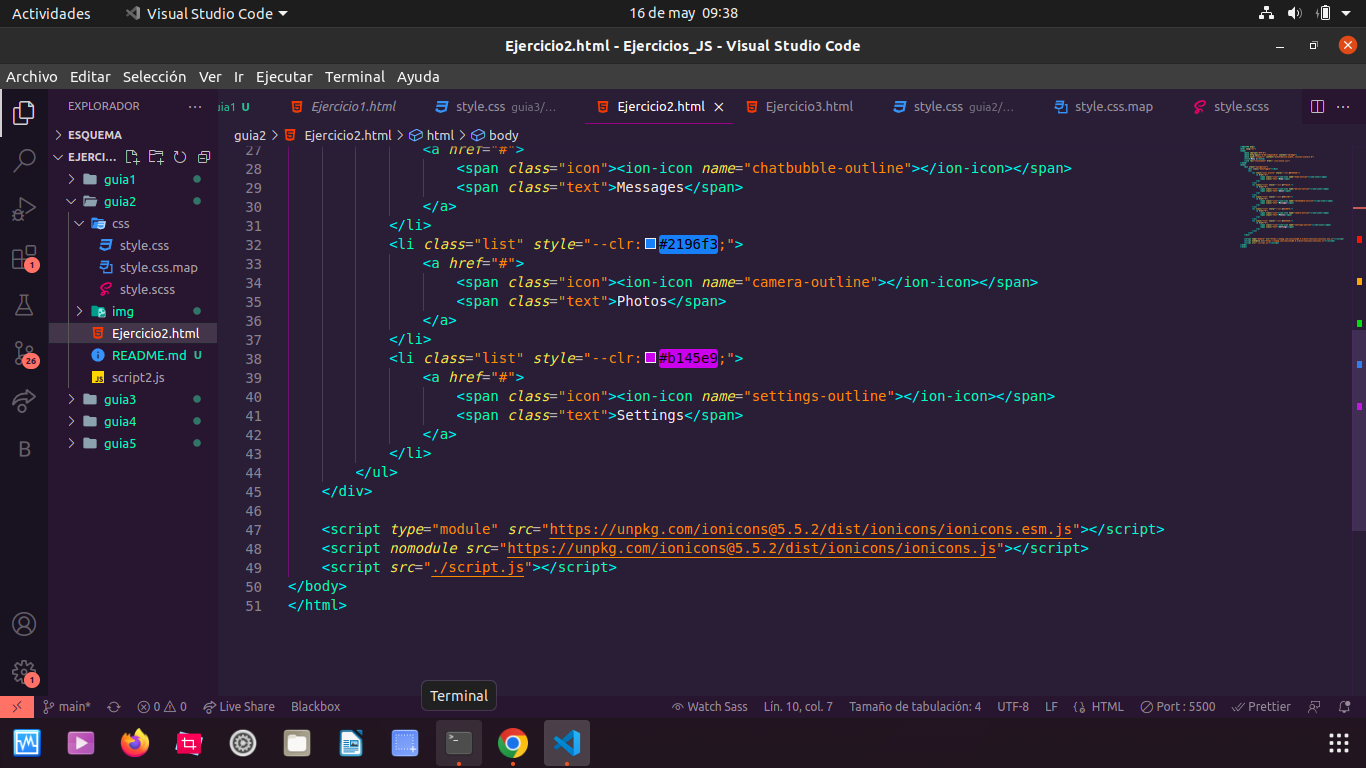 Actividades
Visual Studio Code
16 de may 09:38
Ejercicio2.html - Ejercicios_JS - Visual Studio Code
Archivo Editar Selección Ver Ir Ejecutar Terminal Ayuda
EXPLORADOR ···
uia1 U
Ejercicio1.html
style.css guia3/...
Ejercicio2.html
Ejercicio3.html
style.css guia2/...
style.css.map
style.scss
ESQUEMA
EJERCI...
guia1
guia2
css
style.css
style.css.map
style.scss
img
Ejercicio2.html
README.md U
script2.js
guia3
guia4
guia5
1
26
B
1
guia2 > Ejercicio2.html > html > body
27 <a href="#">
28 <span class="icon"><ion-icon name="chatbubble-outline"></ion-icon></span>
29 <span class="text">Messages</span>
30 </a>
31 </li>
32 <li class="list" style="--clr:#2196f3;">
33 <a href="#">
34 <span class="icon"><ion-icon name="camera-outline"></ion-icon></span>
35 <span class="text">Photos</span>
36 </a>
37 </li>
38 <li class="list" style="--clr:#b145e9;">
39 <a href="#">
40 <span class="icon"><ion-icon name="settings-outline"></ion-icon></span>
41 <span class="text">Settings</span>
42 </a>
43 </li>
44 </ul>
45 </div>
46
47 <script type="module" src="https://unpkg.com/ionicons@5.5.2/dist/ionicons/ionicons.esm.js"></script>
48 <script nomodule src="https://unpkg.com/ionicons@5.5.2/dist/ionicons/ionicons.js"></script>
49 <script src="./script.js"></script>
50 </body>
51 </html>
Terminal
main* 0 0 Live Share Blackbox Watch Sass Lín. 10, col. 7 Tamaño de tabulación: 4 UTF-8 LF HTML Port : 5500 Prettier